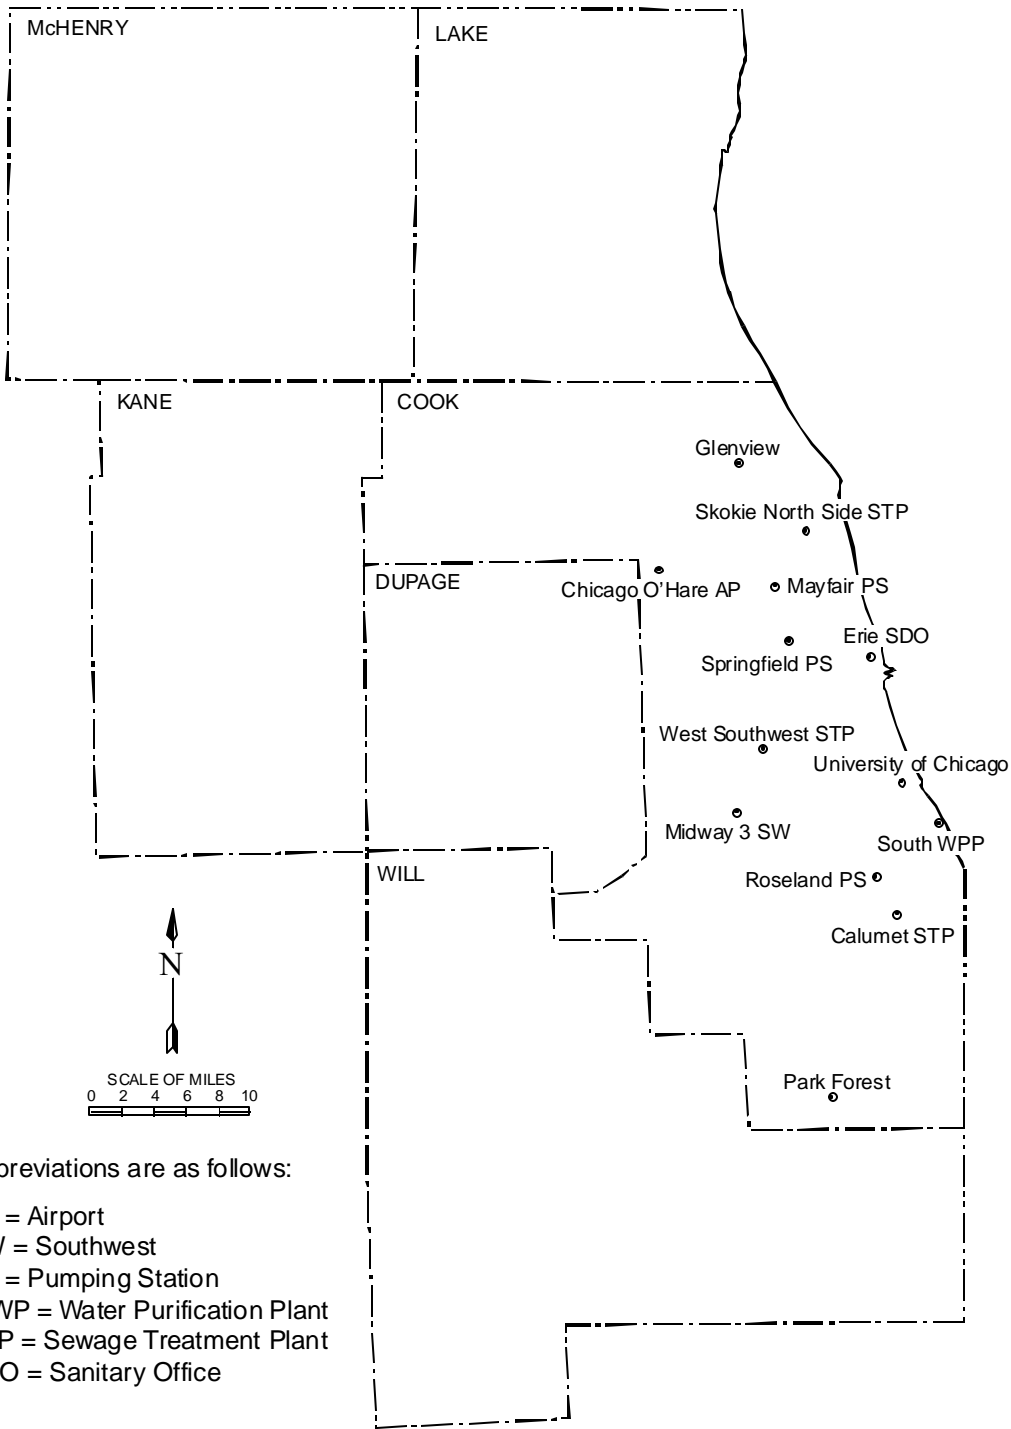 McHENRY
LAKE
KANE
COOK
Glenview
Skokie North Side STP
DUPAGE
Chicago O'Hare AP
Mayfair PS
Erie SDO
Springfield PS
West Southwest STP
University of Chicago
Midway 3 SW
South WPP
WILL
Roseland PS
Calumet STP
N
SCALE OF MILES
0 2 4 6 8 10
Park Forest
breviations are as follows:
= Airport
= Southwest
= Pumping Station
WP = Water Purification Plant
P = Sewage Treatment Plant
O = Sanitary Office